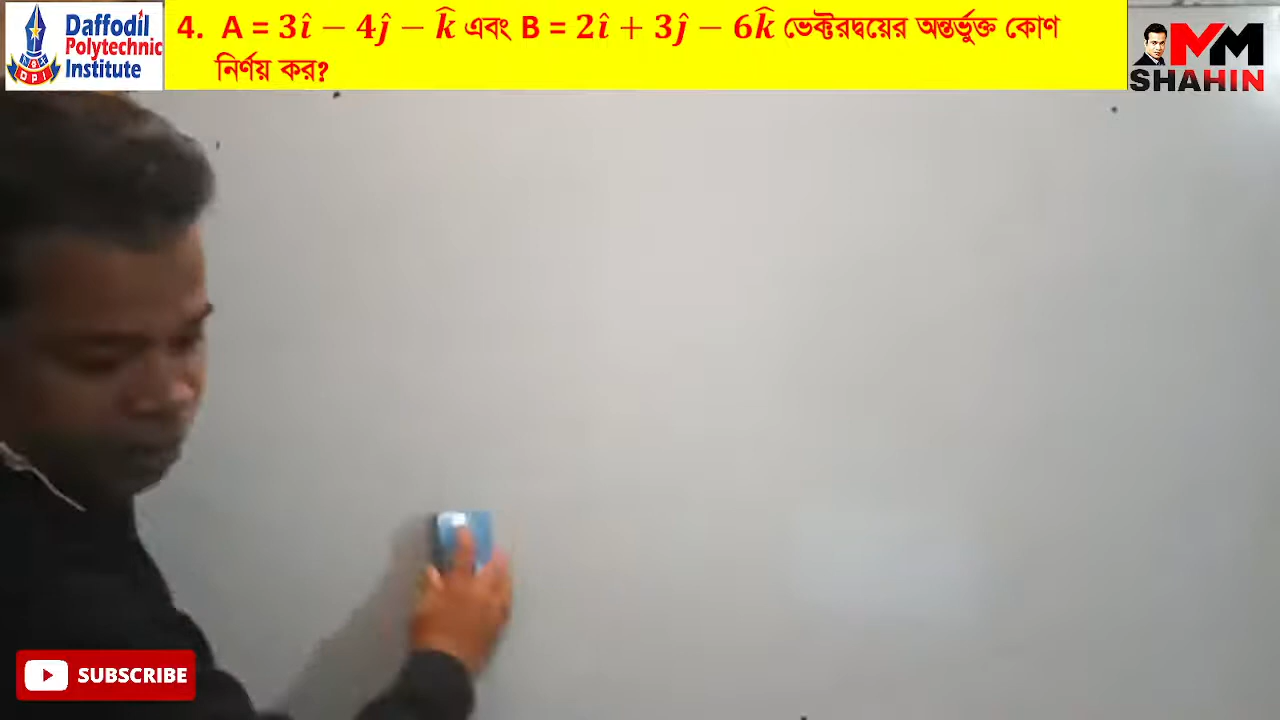 Daffodil
Polytechnic
Institute
DPI
4. A = 3î − 4ĵ − k̂ এবং B = 2î + 3ĵ − 6k̂ ভেক্টরদ্বয়ের অন্তর্ভুক্ত কোণ
নির্ণয় কর?
MM
SHAHIN
SUBSCRIBE